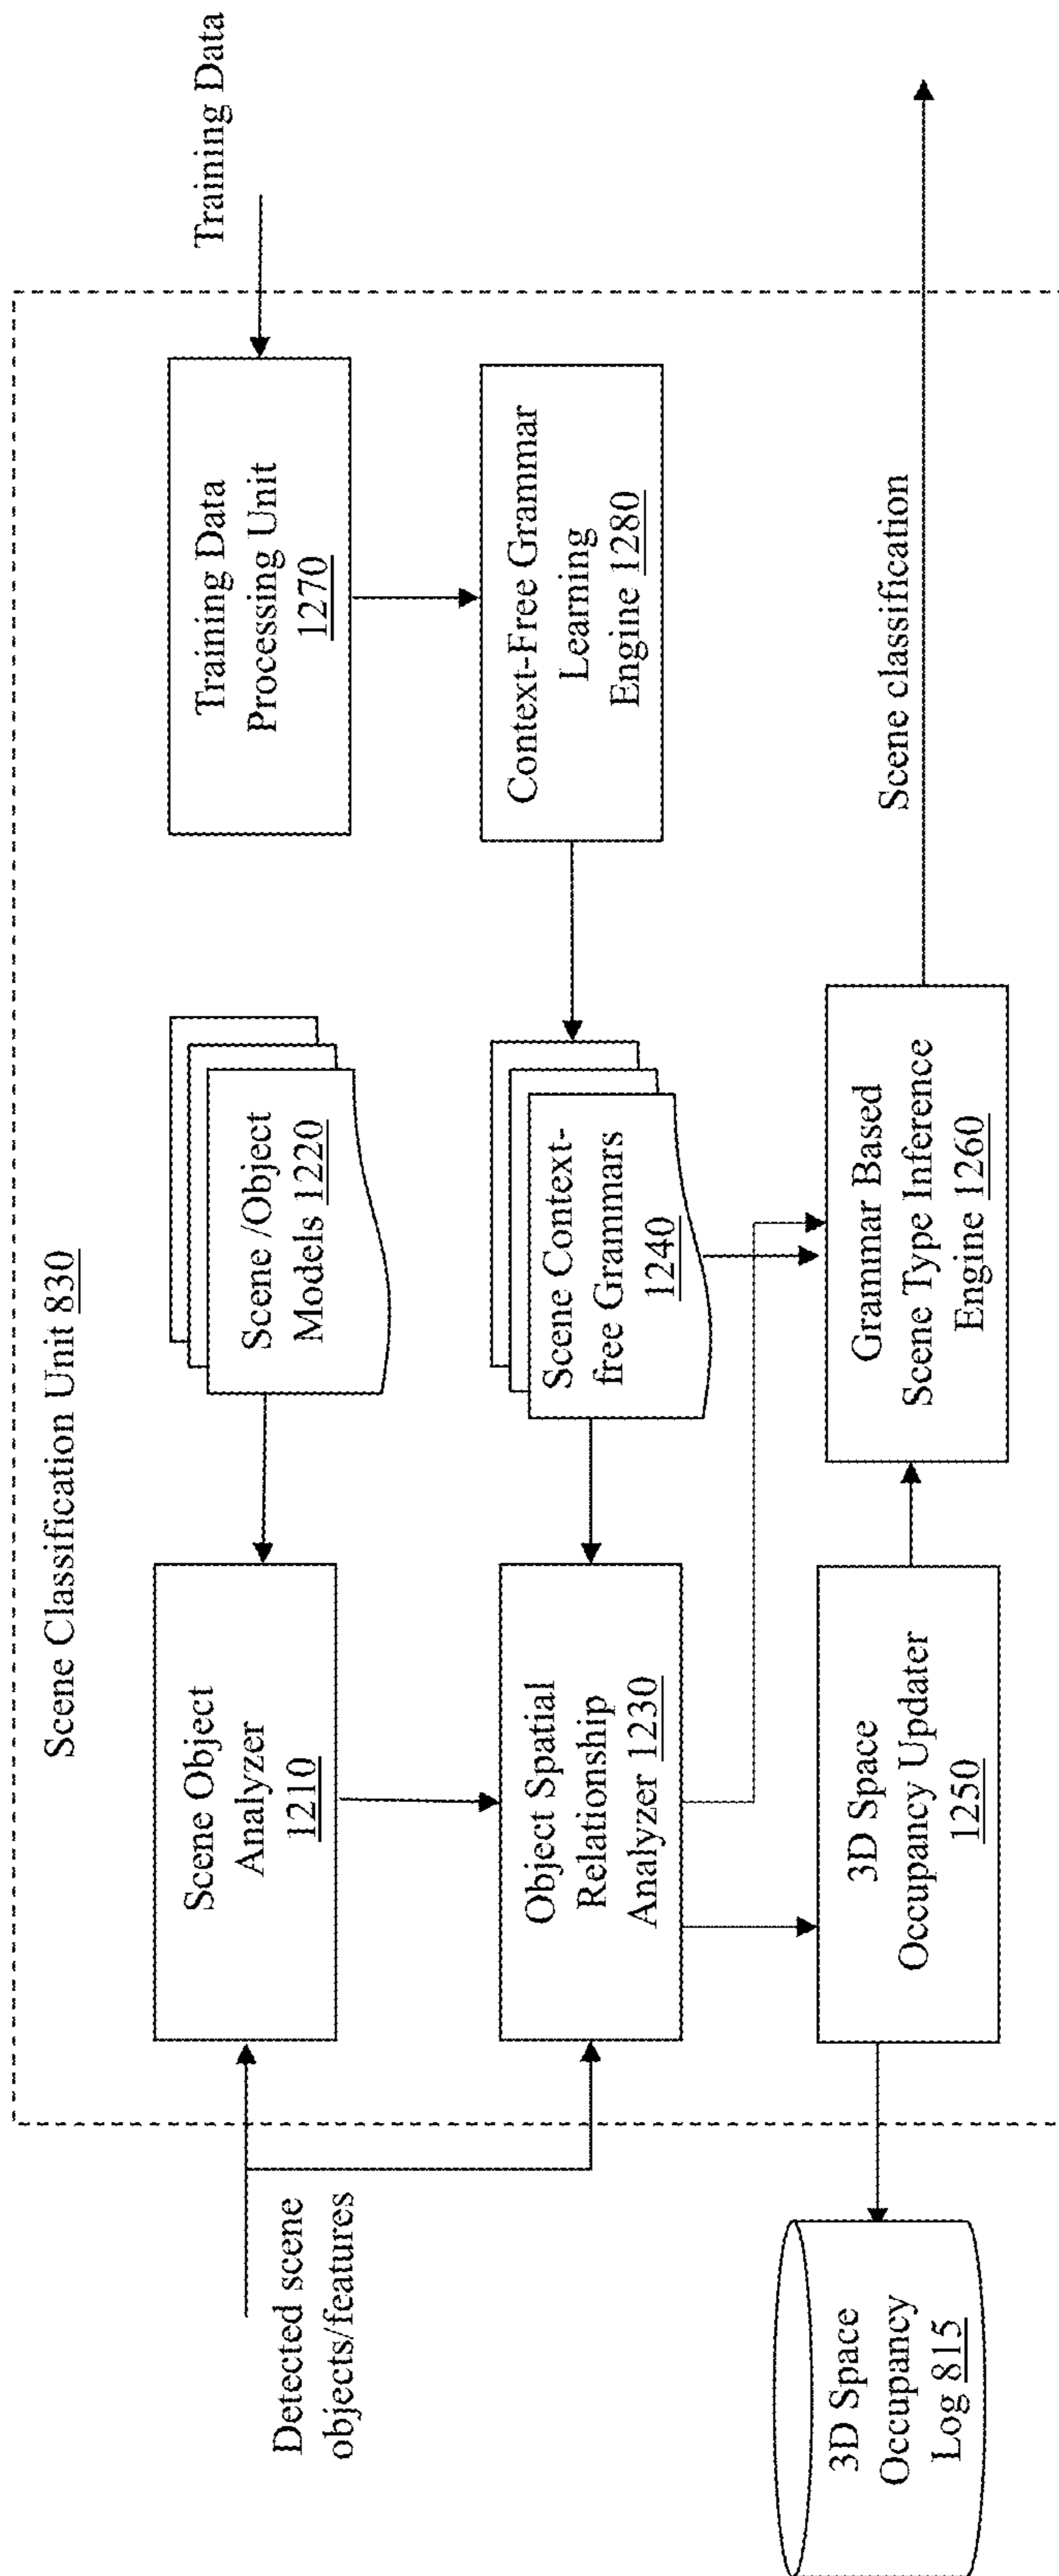 Scene Classification Unit 830
Detected scene
objects/features
Scene Object
Analyzer
1210
Scene /Object
Models 1220
Training Data
Processing Unit
1270
Training Data
Object Spatial
Relationship
Analyzer 1230
Scene Context-
free Grammars
1240
Context-Free Grammar
Learning
Engine 1280
3D Space
Occupancy
Log 815
3D Space
Occupancy Updater
1250
Grammar Based
Scene Type Inference
Engine 1260
Scene classification